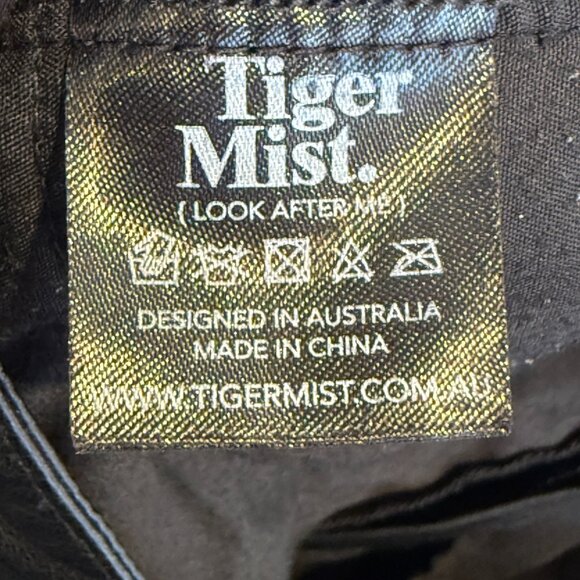 Tiger
Mist.
{ LOOK AFTER ME }
DESIGNED IN AUSTRALIA
MADE IN CHINA
WWW.TIGERMIST.COM.AU